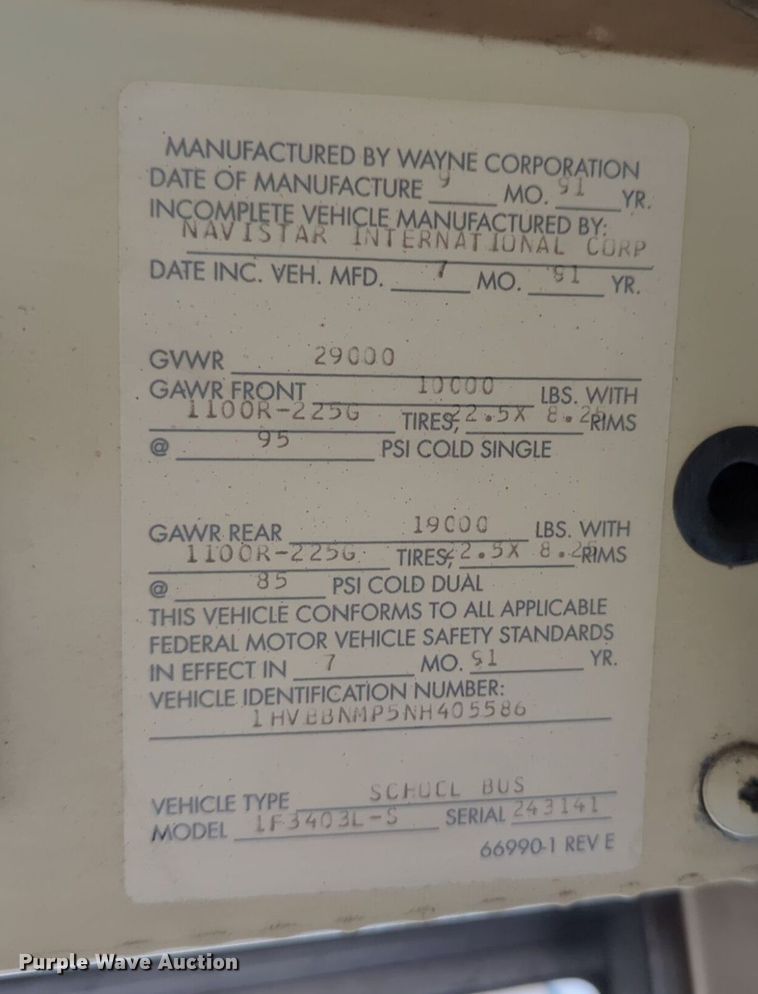 MANUFACTURED BY WAYNE CORPORATION
DATE OF MANUFACTURE 9 MO. 91 YR.
INCOMPLETE VEHICLE MANUFACTURED BY:
NAVISTAR INTERNATIONAL CORP
DATE INC. VEH. MFD. 7 MO. 91 YR.
GVWR 29000
GAWR FRONT 10000 LBS. WITH
1100R-225G TIRES, 22.5X 8.25 RIMS
@ 95 PSI COLD SINGLE
GAWR REAR 19000 LBS. WITH
1100R-225G TIRES, 22.5X 8.25 RIMS
@ 85 PSI COLD DUAL
THIS VEHICLE CONFORMS TO ALL APPLICABLE
FEDERAL MOTOR VEHICLE SAFETY STANDARDS
IN EFFECT IN 7 MO. 91 YR.
VEHICLE IDENTIFICATION NUMBER:
1HVBBNMP5NH405586
VEHICLE TYPE SCHOOL BUS
MODEL 1F3403L-S SERIAL 243141
66990-1 REV E
Purple Wave Auction